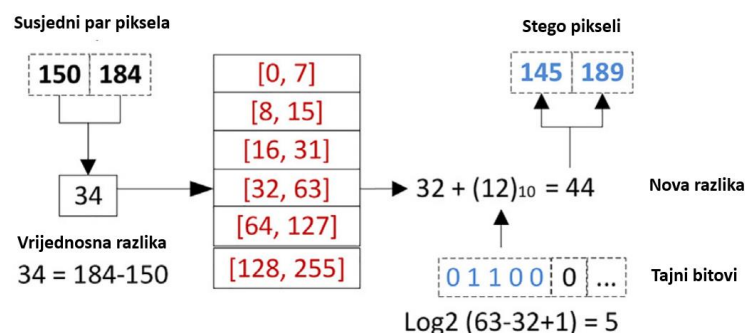 Susjedni par piksela
150 184
34
Vrijednosna razlika
34 = 184-150
[0, 7]
[8, 15]
[16, 31]
[32, 63]
[64, 127]
[128, 255]
Stego pikseli
145 189
32 + (12)₁₀ = 44
Nova razlika
0 1 1 0 0 0 ...
Tajni bitovi
Log2 (63-32+1) = 5